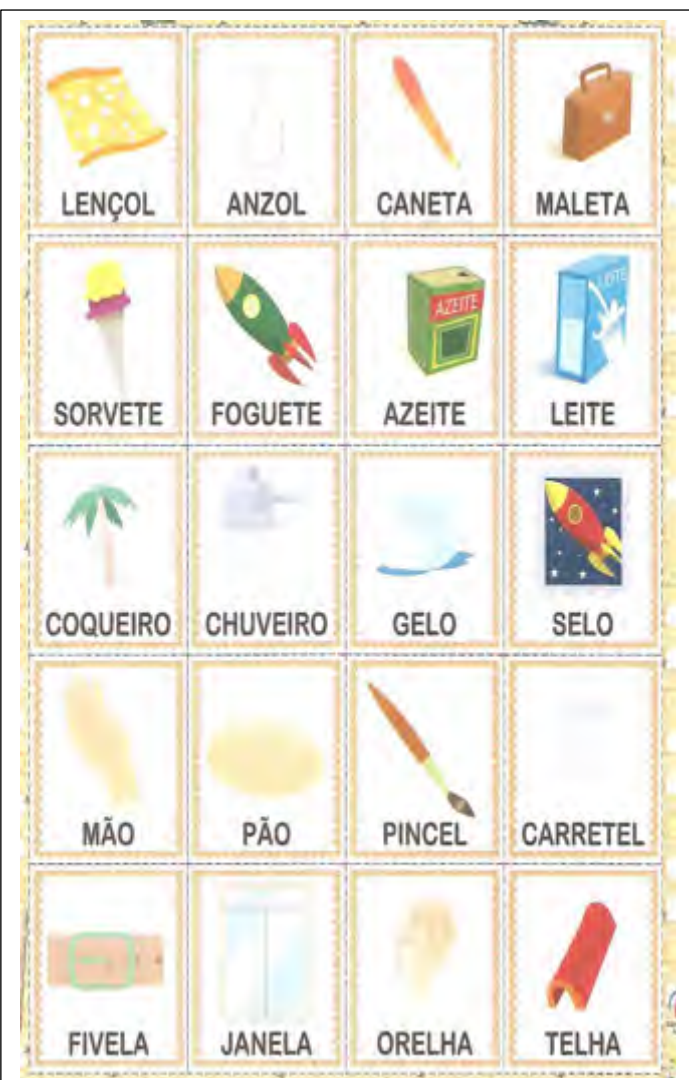 LENÇOL ANZOL CANETA MALETA
AZEITE LEITE
SORVETE FOGUETE AZEITE LEITE
COQUEIRO CHUVEIRO GELO SELO
MÃO PÃO PINCEL CARRETEL
FIVELA JANELA ORELHA TELHA